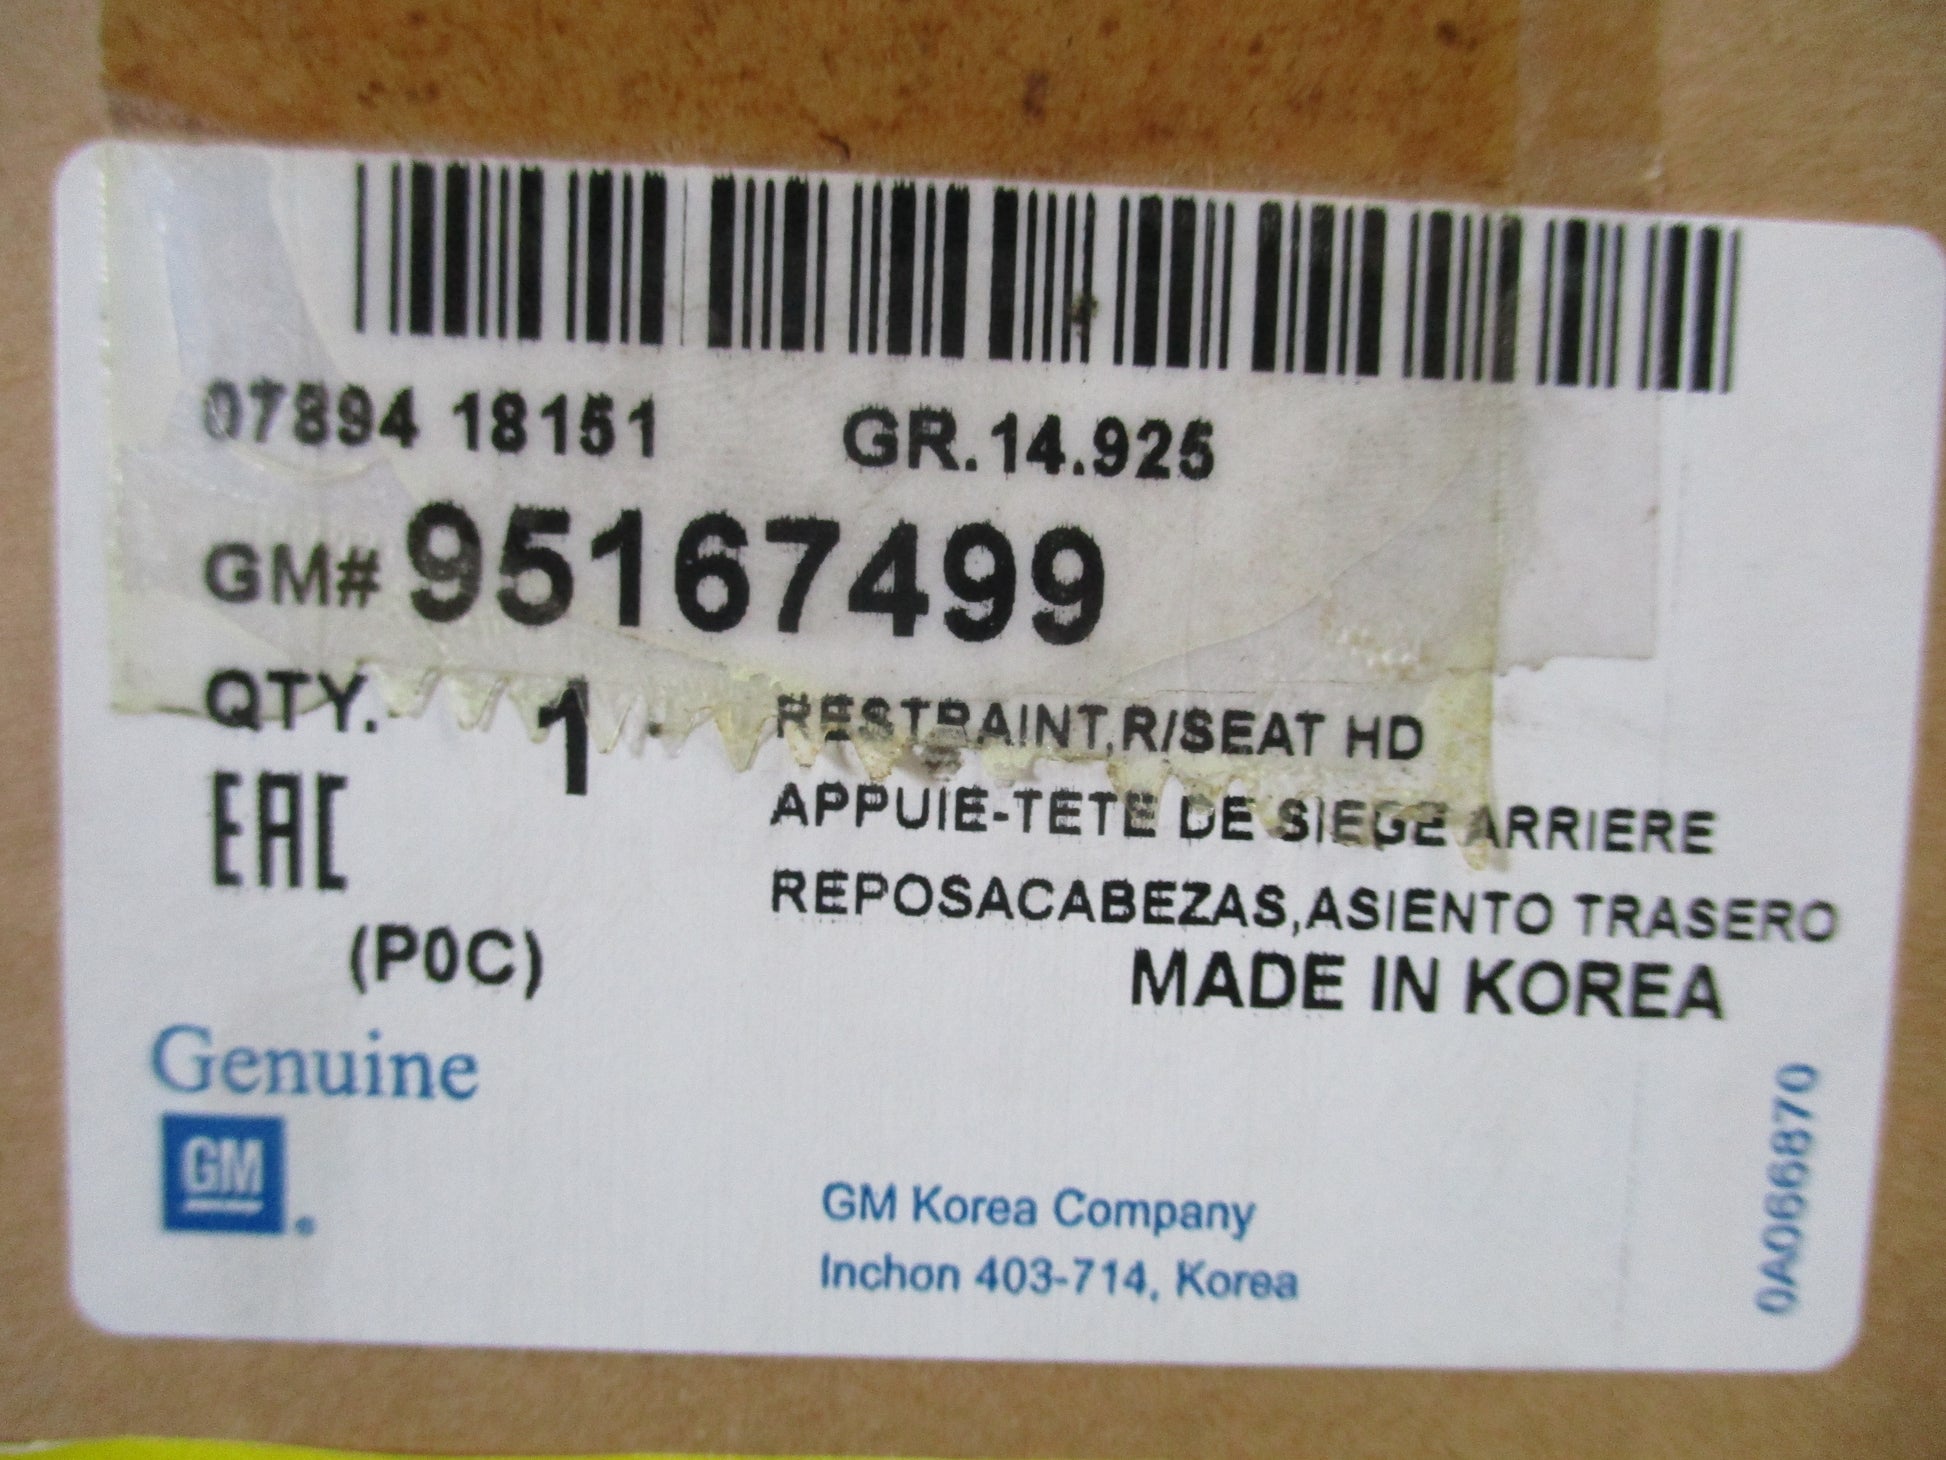 07894 18151 GR.14.925
GM# 95167499
QTY. 1 RESTRAINT,R/SEAT HD
APPUIE-TETE DE SIEGE ARRIERE
REPOSACABEZAS,ASIENTO TRASERO
EAC
(P0C)
MADE IN KOREA
Genuine
GM
GM Korea Company
Inchon 403-714, Korea
0A066870